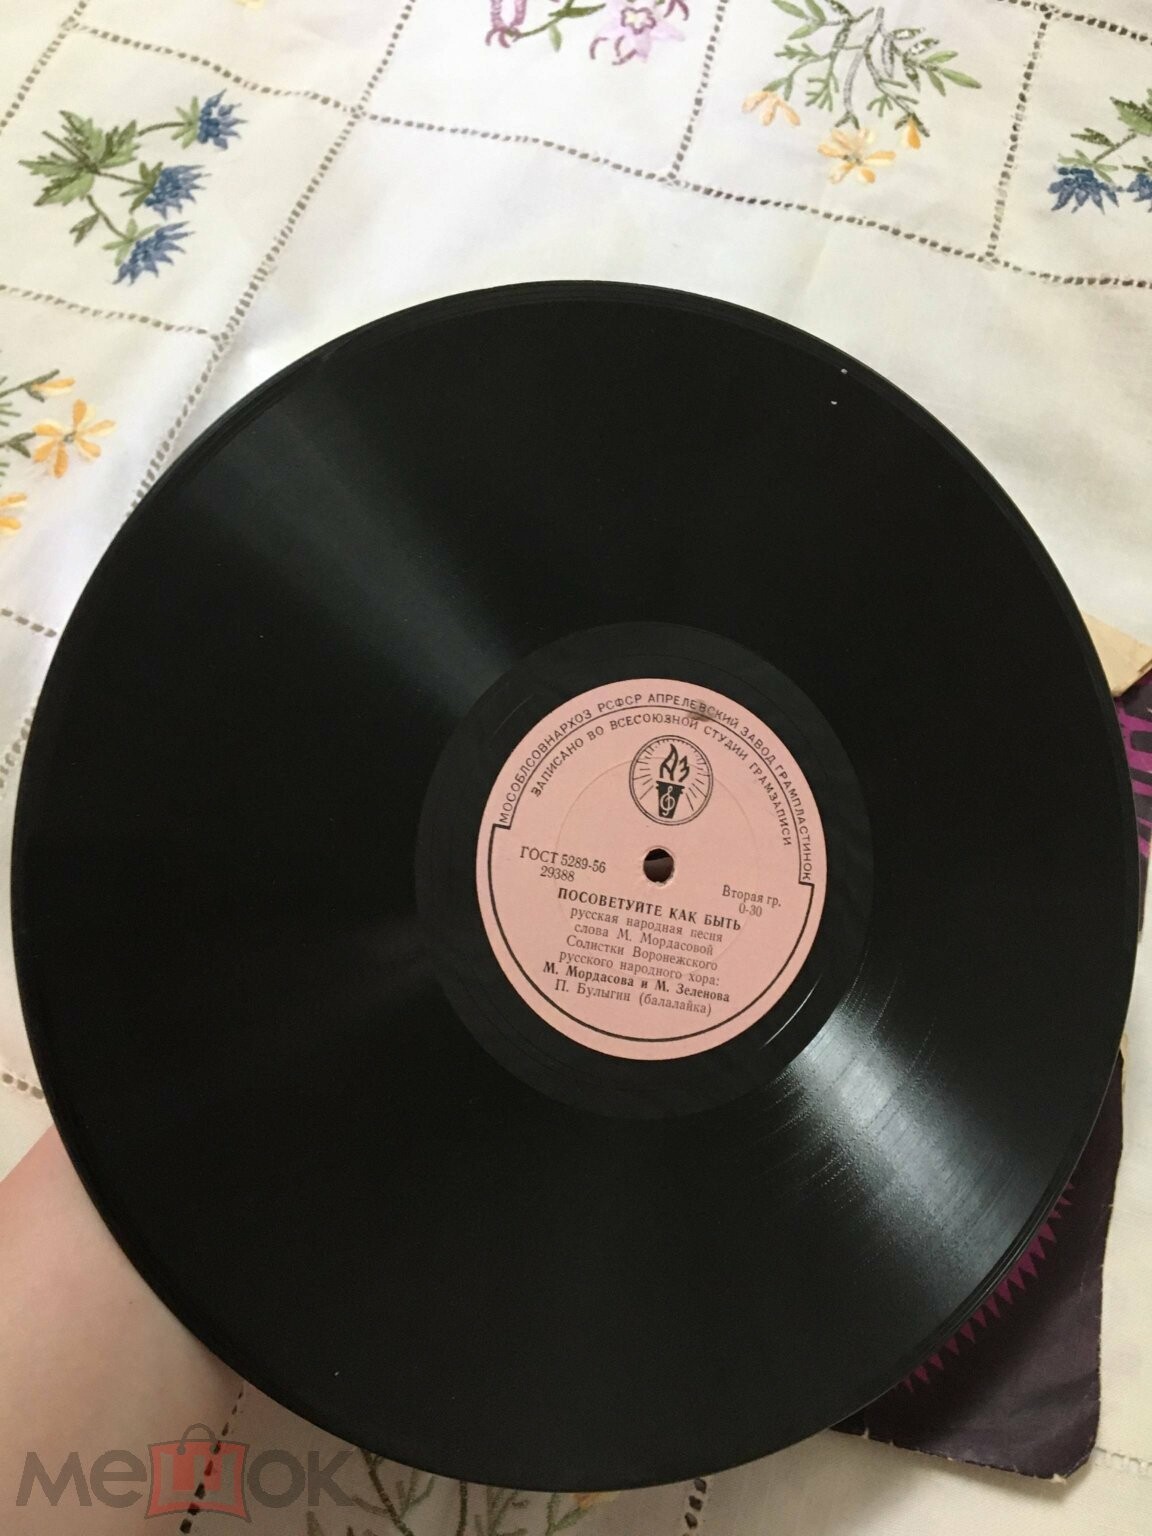 МОСОБЛСОВНАРХОЗ РСФСР АПРЕЛЕВСКИЙ ЗАВОД ГРАМПЛАСТИНОК
ЗАПИСАНО ВО ВСЕСОЮЗНОЙ СТУДИИ ГРАМЗАПИСИ
АЗ
ГОСТ 5289-56
29388
Вторая гр.
0-30
ПОСОВЕТУЙТЕ КАК БЫТЬ
русская народная песня
слова М. Мордасовой
Солистки Воронежского
русского народного хора:
М. Мордасова и М. Зеленова
П. Булыгин (балалайка)
мешок